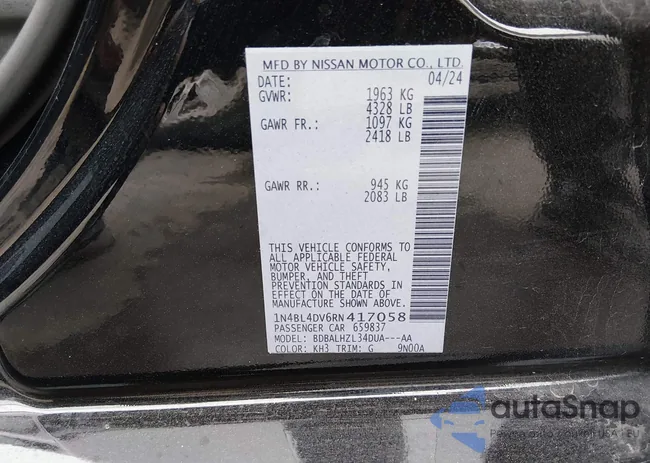 MFD BY NISSAN MOTOR CO., LTD.
DATE: 04/24
GVWR: 1963 KG
4328 LB
GAWR FR.: 1097 KG
2418 LB
GAWR RR.: 945 KG
2083 LB
THIS VEHICLE CONFORMS TO
ALL APPLICABLE FEDERAL
MOTOR VEHICLE SAFETY,
BUMPER, AND THEFT
PREVENTION STANDARDS IN
EFFECT ON THE DATE OF
MANUFACTURE SHOWN ABOVE.
1N4BL4DV6RN417058
PASSENGER CAR 659837
MODEL: BDBALHZL34DUA---AA
COLOR: KH3 TRIM: G 9N00A
autaSnap